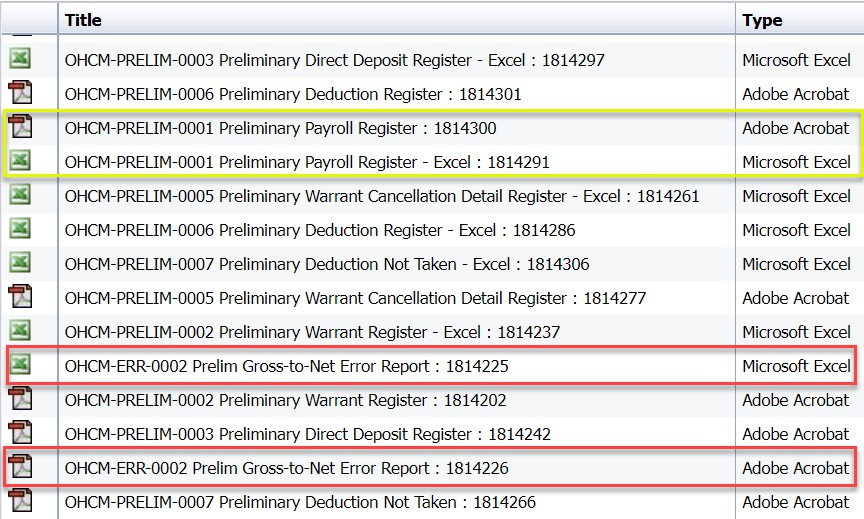 Title Type
OHCM-PRELIM-0003 Preliminary Direct Deposit Register - Excel : 1814297 Microsoft Excel
OHCM-PRELIM-0006 Preliminary Deduction Register : 1814301 Adobe Acrobat
OHCM-PRELIM-0001 Preliminary Payroll Register : 1814300 Adobe Acrobat
OHCM-PRELIM-0001 Preliminary Payroll Register - Excel : 1814291 Microsoft Excel
OHCM-PRELIM-0005 Preliminary Warrant Cancellation Detail Register - Excel : 1814261 Microsoft Excel
OHCM-PRELIM-0006 Preliminary Deduction Register - Excel : 1814286 Microsoft Excel
OHCM-PRELIM-0007 Preliminary Deduction Not Taken - Excel : 1814306 Microsoft Excel
OHCM-PRELIM-0005 Preliminary Warrant Cancellation Detail Register : 1814277 Adobe Acrobat
OHCM-PRELIM-0002 Preliminary Warrant Register - Excel : 1814237 Microsoft Excel
OHCM-ERR-0002 Prelim Gross-to-Net Error Report : 1814225 Microsoft Excel
OHCM-PRELIM-0002 Preliminary Warrant Register : 1814202 Adobe Acrobat
OHCM-PRELIM-0003 Preliminary Direct Deposit Register : 1814242 Adobe Acrobat
OHCM-ERR-0002 Prelim Gross-to-Net Error Report : 1814226 Adobe Acrobat
OHCM-PRELIM-0007 Preliminary Deduction Not Taken : 1814266 Adobe Acrobat